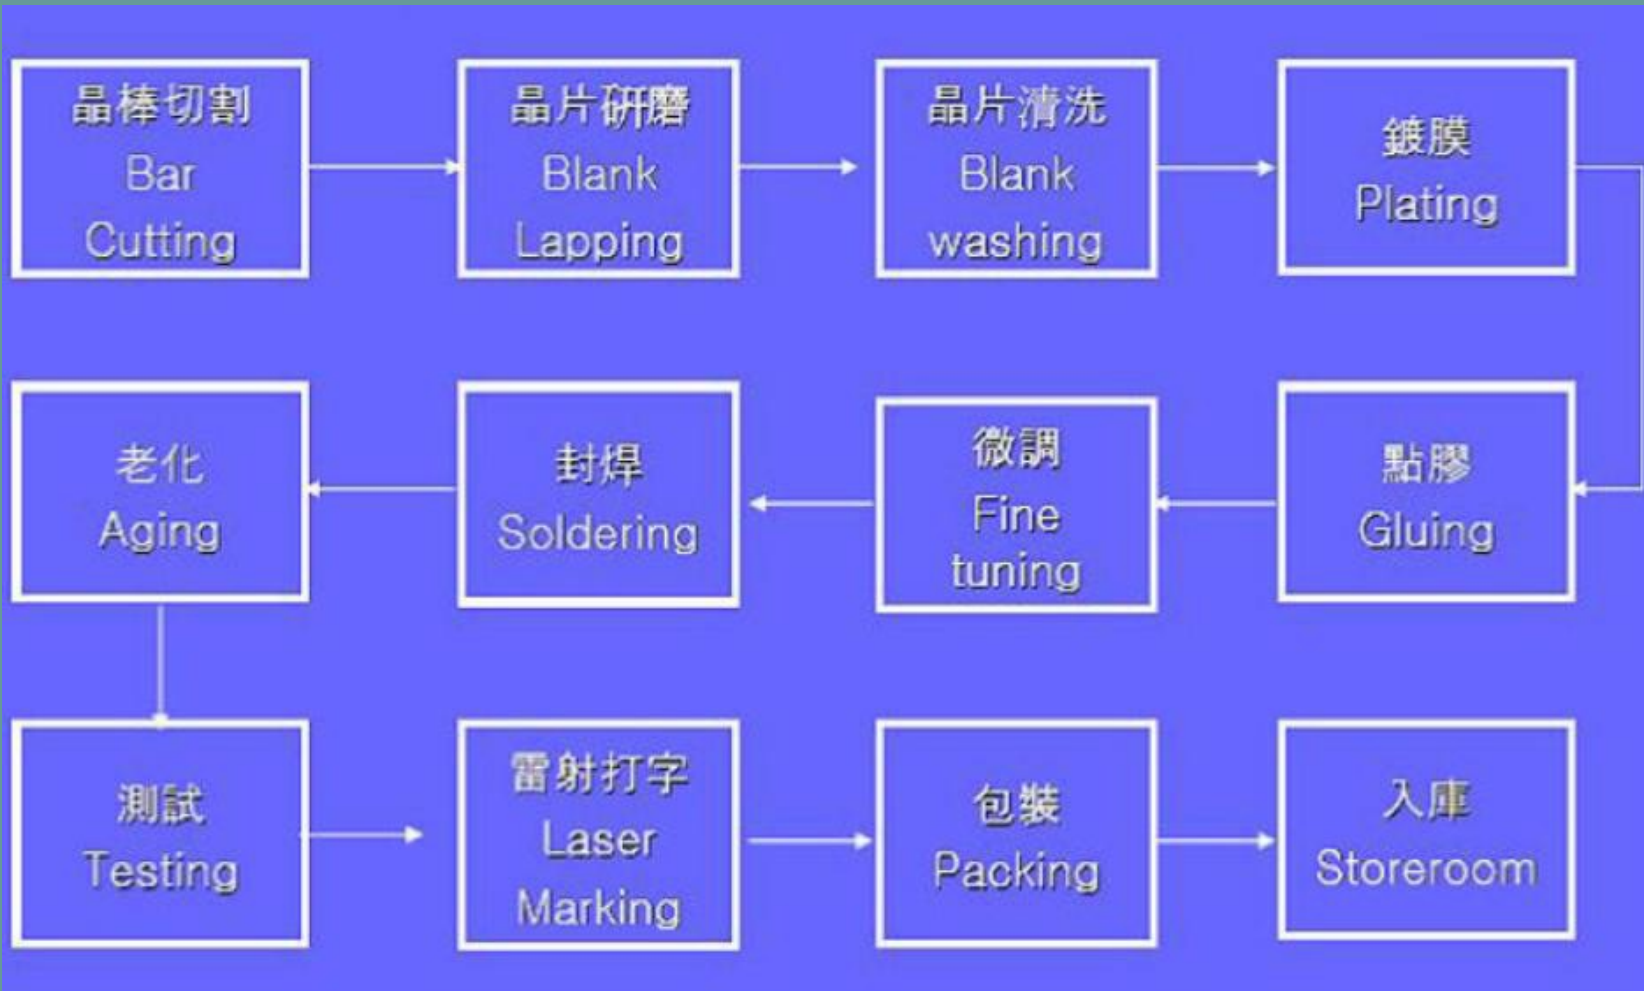 晶棒切割
Bar
Cutting
晶片研磨
Blank
Lapping
晶片清洗
Blank
washing
鍍膜
Plating
點膠
Gluing
微調
Fine
tuning
封焊
Soldering
老化
Aging
測試
Testing
雷射打字
Laser
Marking
包裝
Packing
入庫
Storeroom